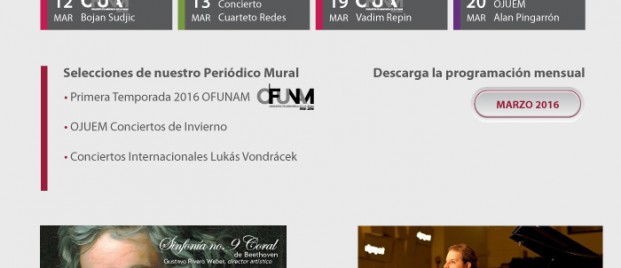 12 OFUNAM
MAR Bojan Sudjic
13 Concierto
MAR Cuarteto Redes
19 OFUNAM
MAR Vadim Repin
20 OJUEM
MAR Alan Pingarrón
Selecciones de nuestro Periódico Mural
• Primera Temporada 2016 OFUNAM OFUNAM
• OJUEM Conciertos de Invierno
• Conciertos Internacionales Lukás Vondrácek
Descarga la programación mensual
MARZO 2016
Sinfonía no. 9 Coral
de Beethoven
Gustavo Rivero Weber, director artístico